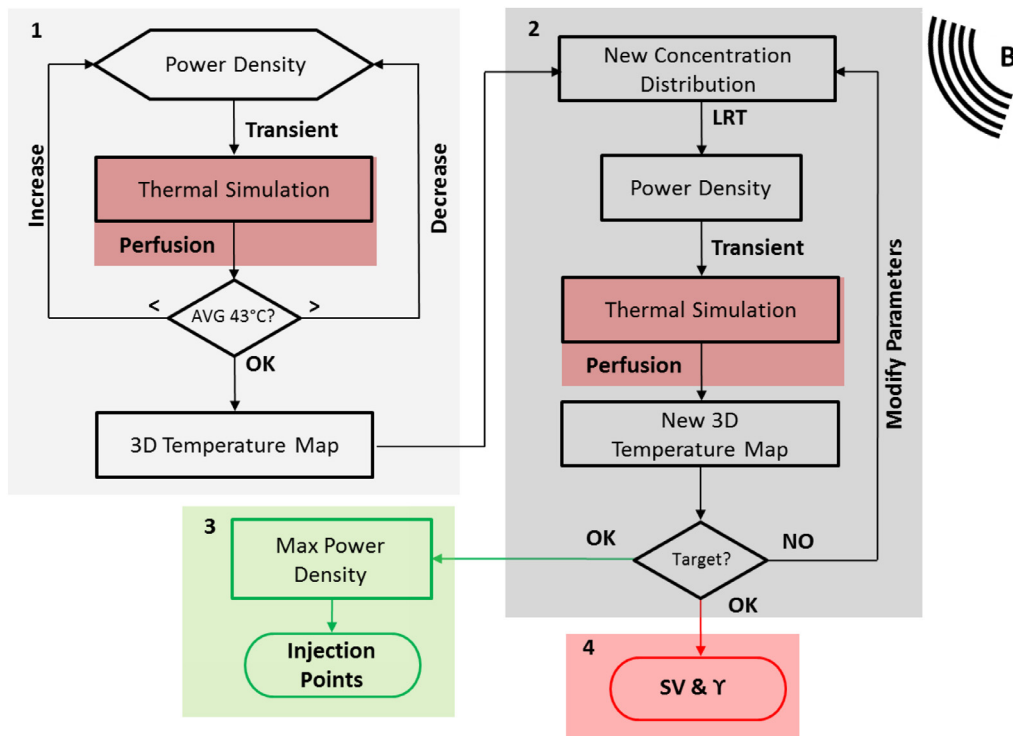 1
Power Density
Transient
Thermal Simulation
Perfusion
Increase
Decrease
<
AVG 43°C?
>
OK
3D Temperature Map
2
New Concentration
Distribution
LRT
Power Density
Transient
Thermal Simulation
Perfusion
New 3D
Temperature Map
Modify Parameters
Target?
OK
NO
OK
B
3
Max Power
Density
Injection
Points
4
SV & ϒ